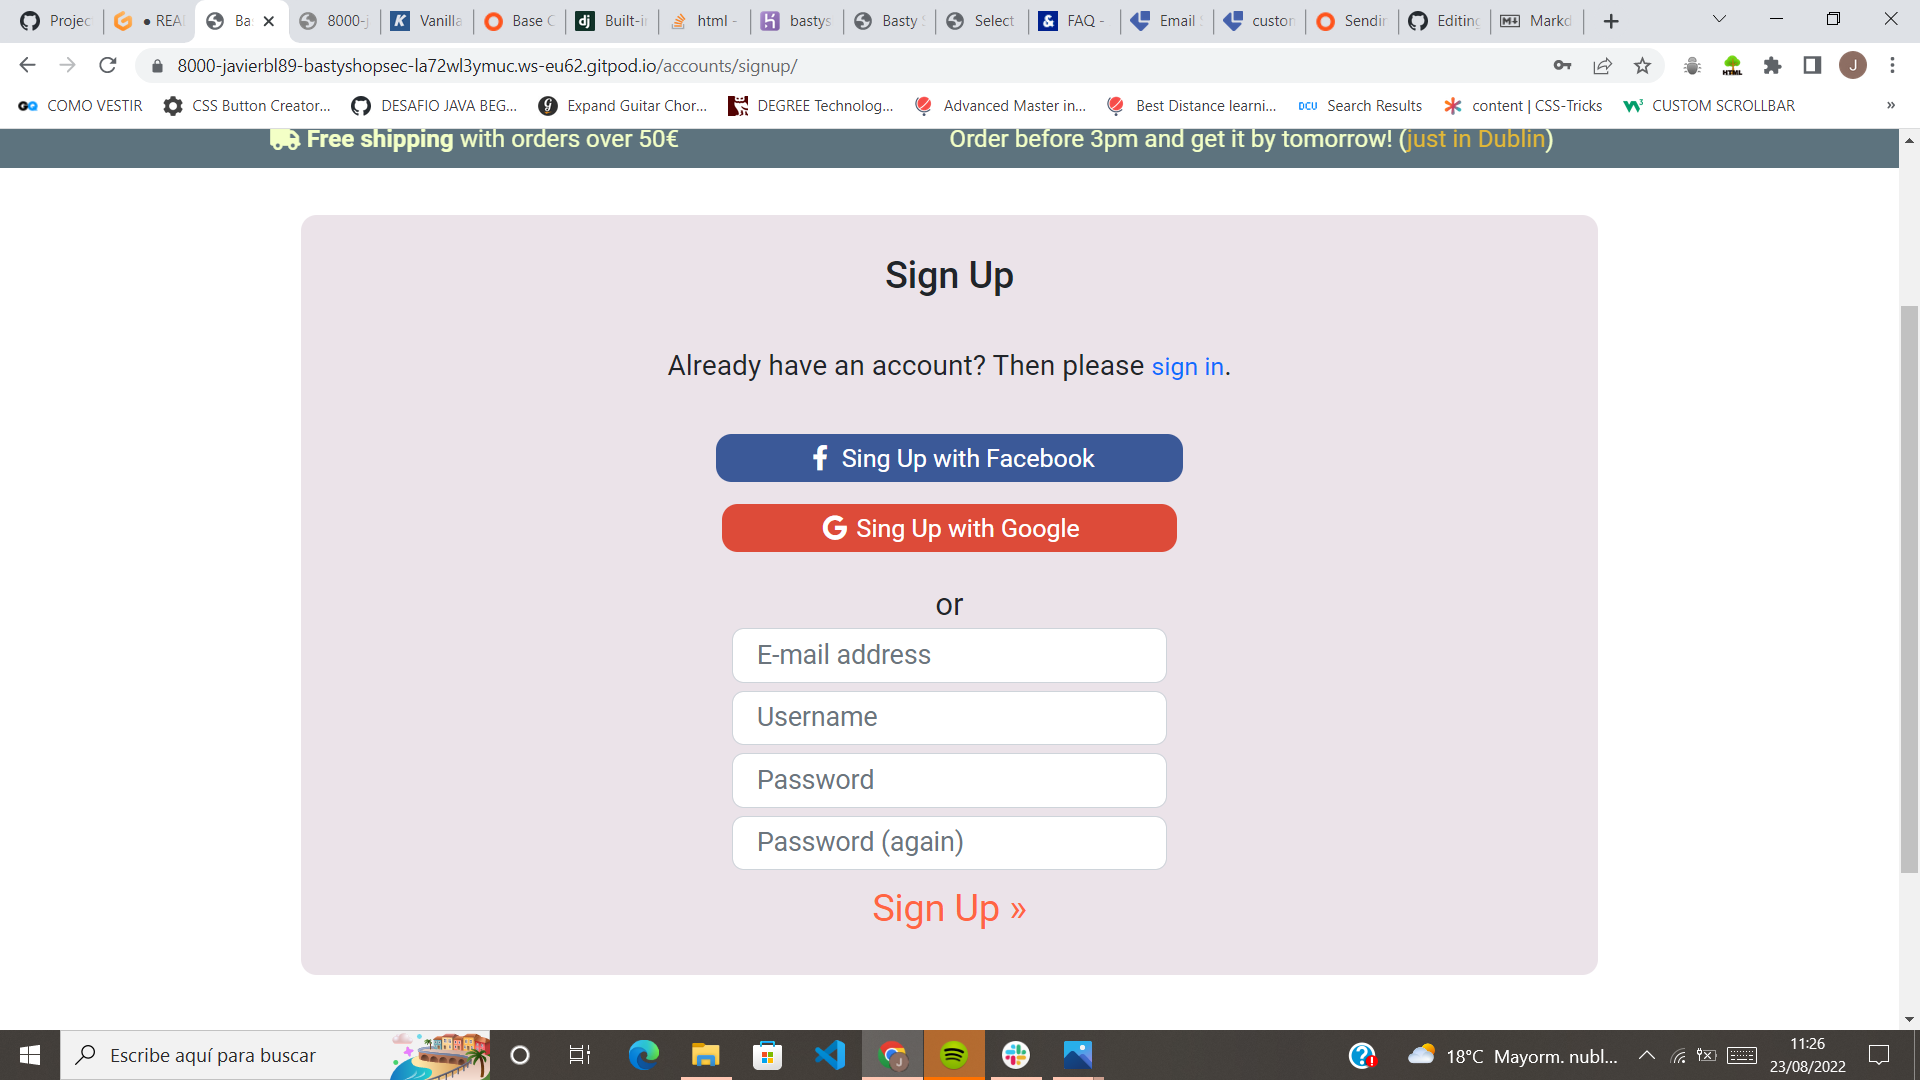 Projec
● REA
Ba
8000-j
Vanilla
Base C
Built-i
html -
bastys
Basty S
Select
FAQ -
Email
custon
Sendin
Editing
Markd
8000-javierbl89-bastyshopsec-la72wl3ymuc.ws-eu62.gitpod.io/accounts/signup/
COMO VESTIR
CSS Button Creator...
DESAFIO JAVA BEG...
Expand Guitar Chor...
DEGREE Technolog...
Advanced Master in...
Best Distance learni...
DCU Search Results
content | CSS-Tricks
CUSTOM SCROLLBAR
»
Free shipping with orders over 50€
Order before 3pm and get it by tomorrow! (just in Dublin)
Sign Up
Already have an account? Then please sign in.
Sing Up with Facebook
Sing Up with Google
or
E-mail address
Username
Password
Password (again)
Sign Up »
Escribe aquí para buscar
18°C Mayorm. nubl...
11:26
23/08/2022